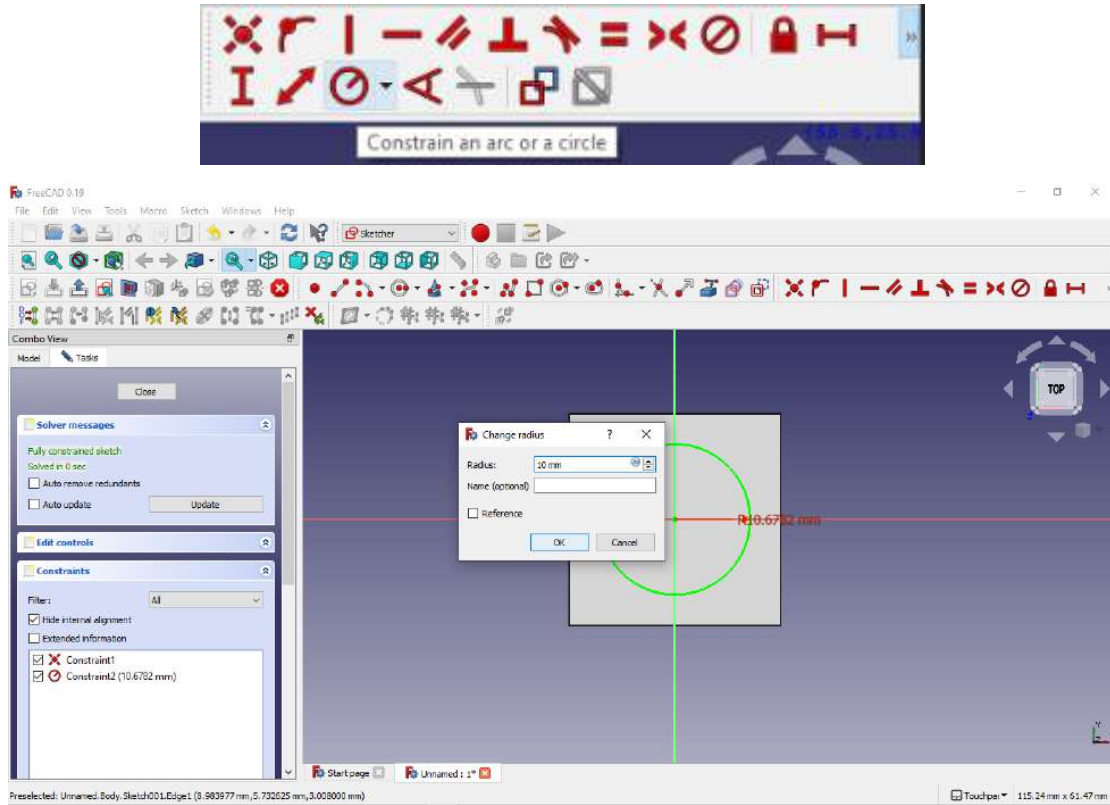 Constrain an arc or a circle
FreeCAD 0.19
File Edit View Tools Macro Sketch Windows Help
Sketcher
Combo View
Model Tasks
Close
TOP
Solver messages
Fully constrained sketch
Solved in 0 sec
Auto remove redundants
Auto update Update
Change radius ? X
Radius: 10 mm
Name (optional)
Reference
OK Cancel
R10.6782 mm
Edit controls
Constraints
Filter: All
Hide internal alignment
Extended information
Constraint1
Constraint2 (10.6782 mm)
Start page Unnamed : 1*
Preselected: Unnamed.Body.Sketch001.Edge1 (8.983977 mm,5.732625 mm,3.008000 mm) 115.24 mm x 61.47 mm